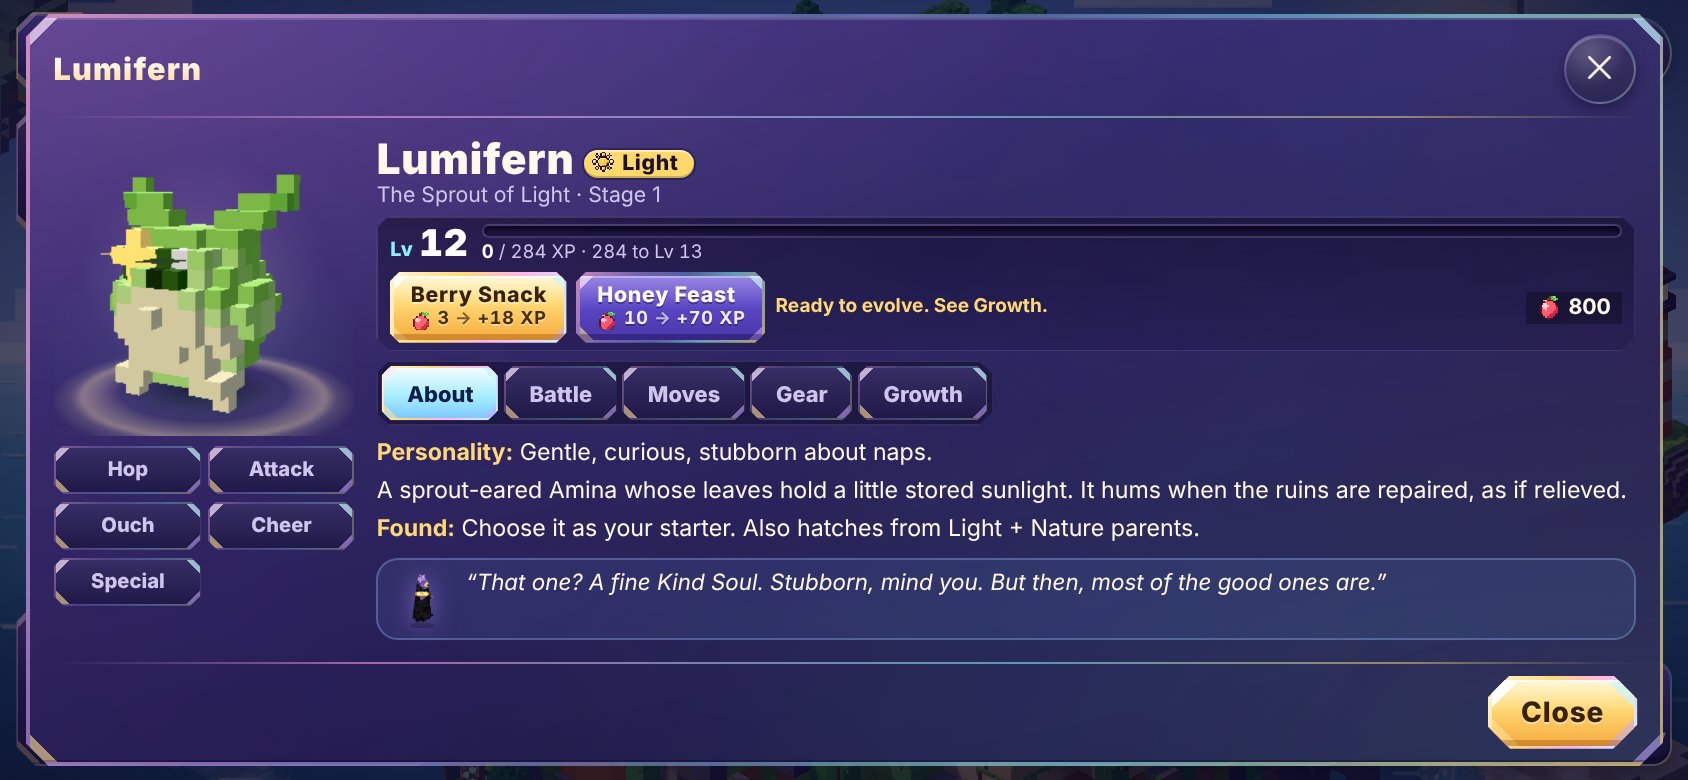 Lumifern
Lumifern
Light
The Sprout of Light · Stage 1
Lv 12
0 / 284 XP · 284 to Lv 13
Berry Snack
3 → +18 XP
Honey Feast
10 → +70 XP
Ready to evolve. See Growth.
800
About
Battle
Moves
Gear
Growth
Hop
Attack
Ouch
Cheer
Special
Personality: Gentle, curious, stubborn about naps.
A sprout-eared Amina whose leaves hold a little stored sunlight. It hums when the ruins are repaired, as if relieved.
Found: Choose it as your starter. Also hatches from Light + Nature parents.
“That one? A fine Kind Soul. Stubborn, mind you. But then, most of the good ones are.”
Close